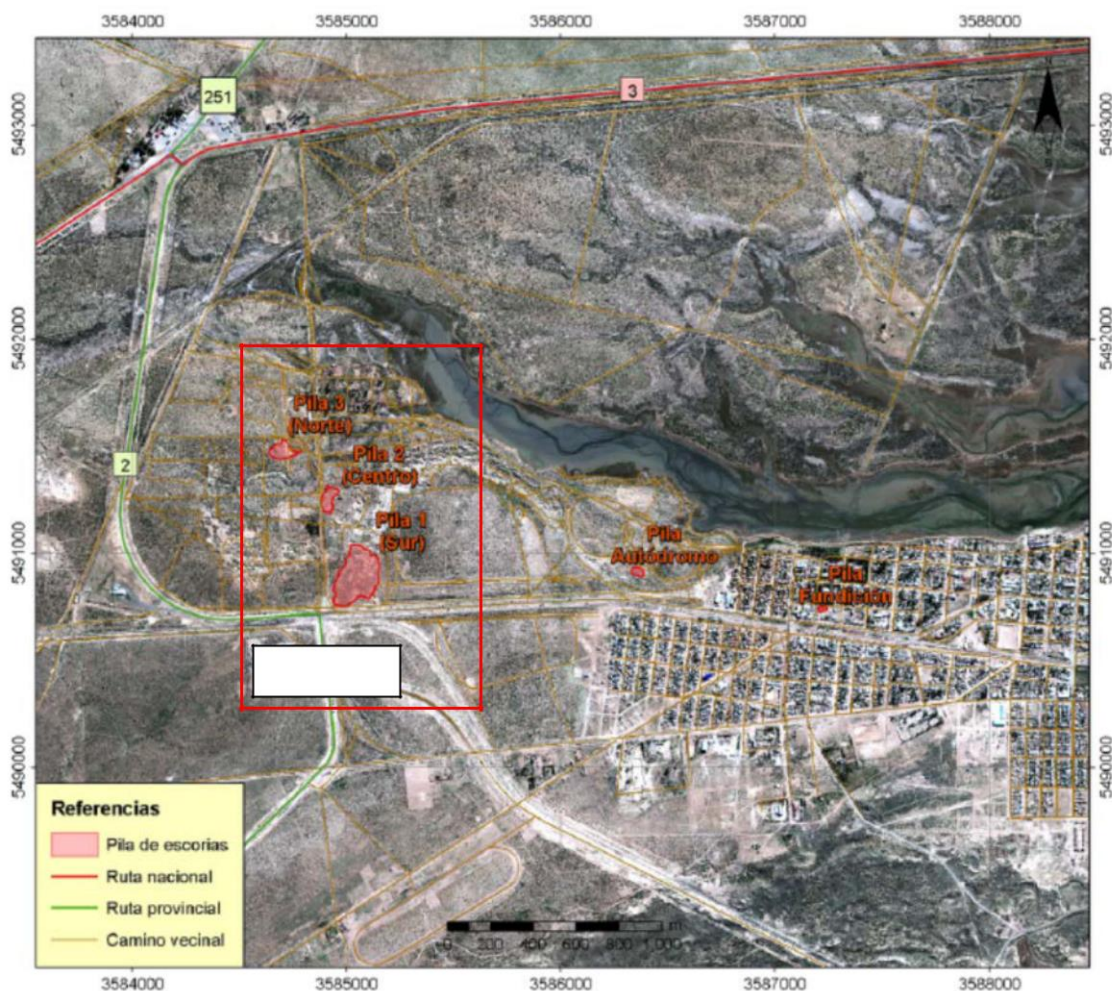 3584000 3585000 3586000 3587000 3588000
251
3
5493000 5493000
5492000 5492000
Pila 3
(Norte)
Pila 2
(Centro)
2
Pila 1
(Sur)
5491000 5491000
Pila
Autódromo
Pila
Fundición
5490000 5490000
Referencias
Pila de escorias
Ruta nacional
Ruta provincial
Camino vecinal
0 200 400 600 800 1.000 m
3584000 3585000 3586000 3587000 3588000